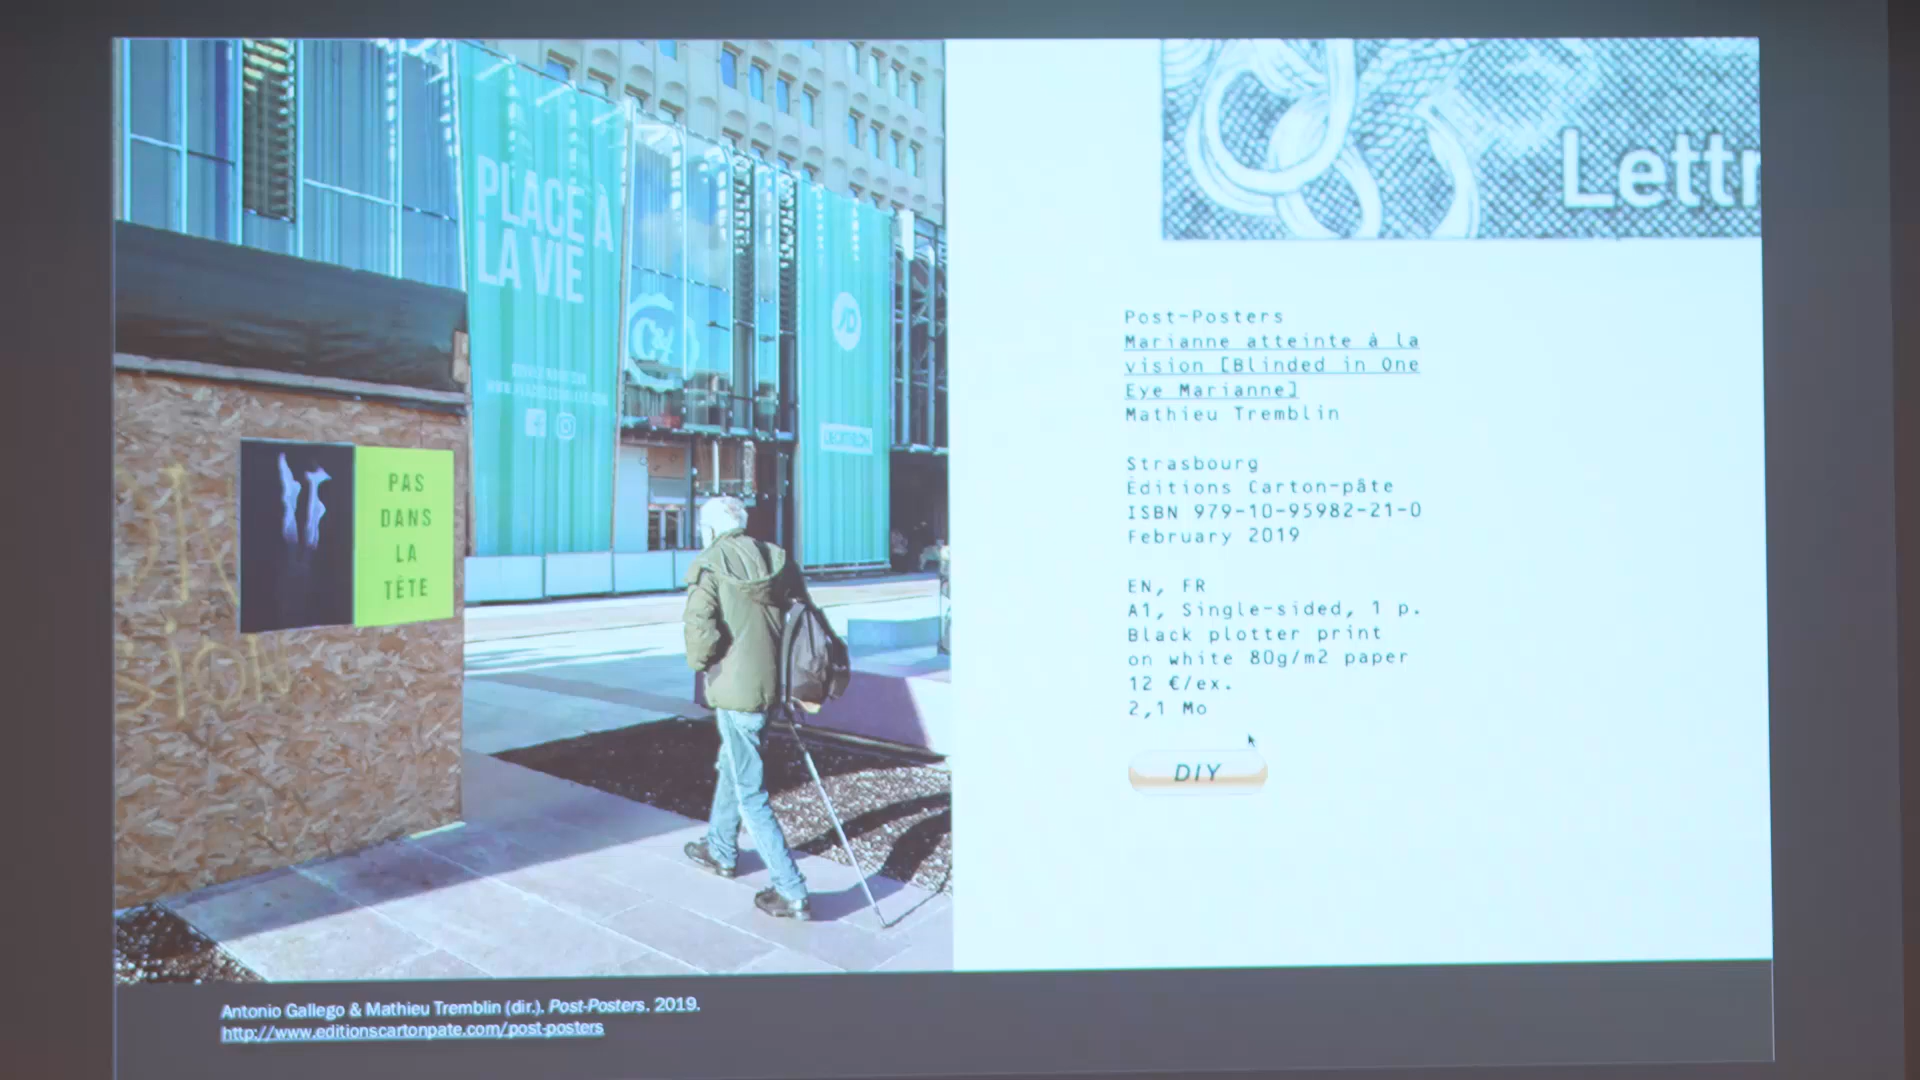 PLACE À
LA VIE
DECATHLON
PAS
DANS
LA
TÊTE
Lettr
Post-Posters
Marianne atteinte à la
vision [Blinded in One
Eye Marianne]
Mathieu Tremblin
Strasbourg
Éditions Carton-pâte
ISBN 979-10-95982-21-0
February 2019
EN, FR
A1, Single-sided, 1 p.
Black plotter print
on white 80g/m2 paper
12 €/ex.
2,1 Mo
DIY
Antonio Gallego & Mathieu Tremblin (dir.). Post-Posters. 2019.
http://www.editionscartonpate.com/post-posters